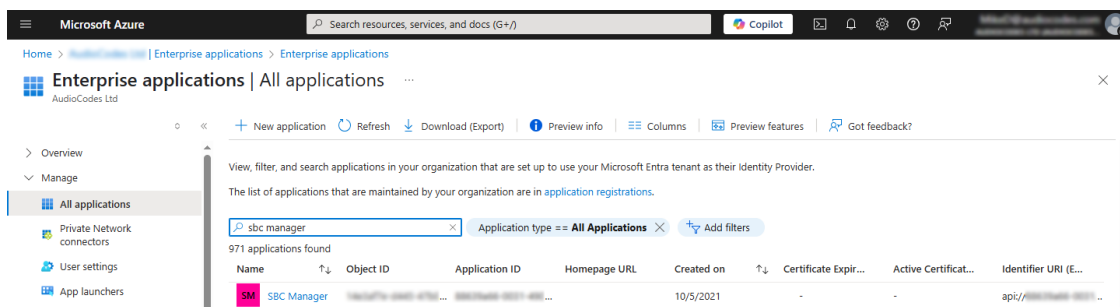 Microsoft Azure
Search resources, services, and docs (G+/)
Copilot
Home > | Enterprise applications > Enterprise applications
Enterprise applications | All applications ...
AudioCodes Ltd
New application Refresh Download (Export) Preview info Columns Preview features Got feedback?
Overview
Manage
All applications
Private Network
connectors
User settings
App launchers
View, filter, and search applications in your organization that are set up to use your Microsoft Entra tenant as their Identity Provider.
The list of applications that are maintained by your organization are in application registrations.
sbc manager
Application type == All Applications
Add filters
971 applications found
Name Object ID Application ID Homepage URL Created on Certificate Expir... Active Certificat... Identifier URI (E...
SM SBC Manager ... ... 10/5/2021 - - api:// ...